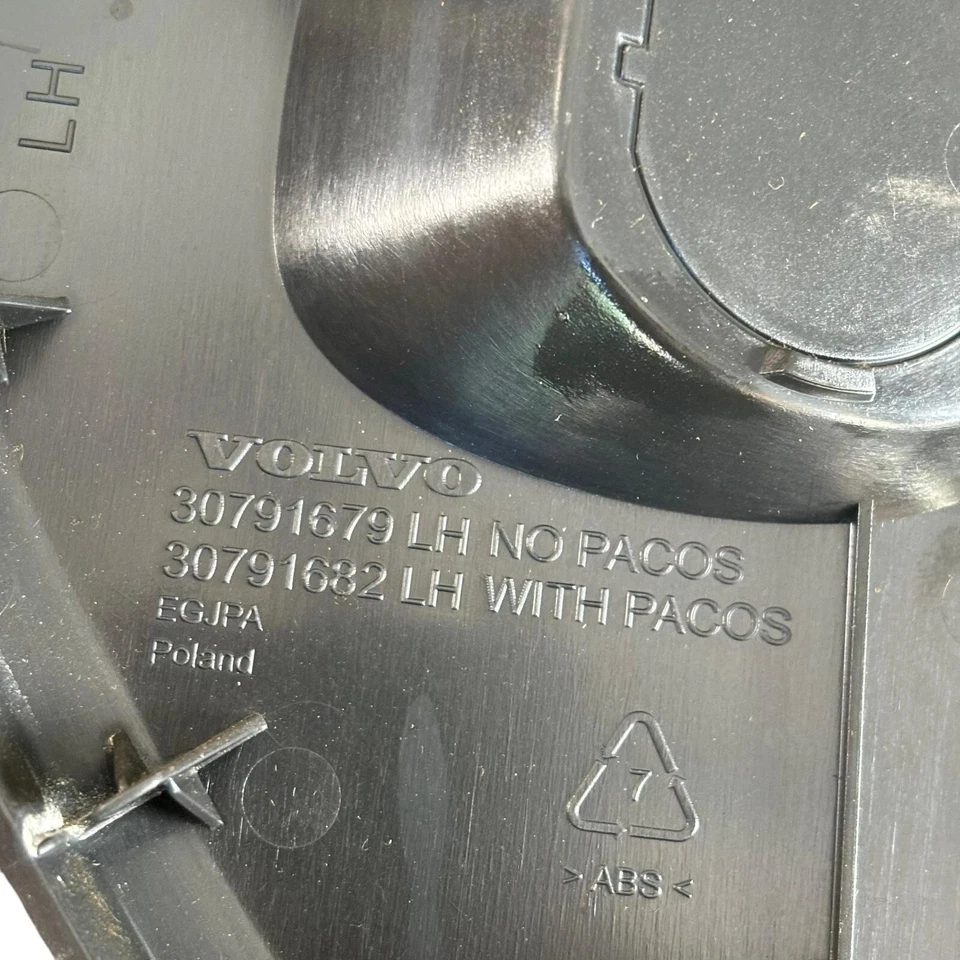 LH
VOLVO
30791679 LH NO PACOS
30791682 LH WITH PACOS
EGJPA
Poland
7
>ABS<